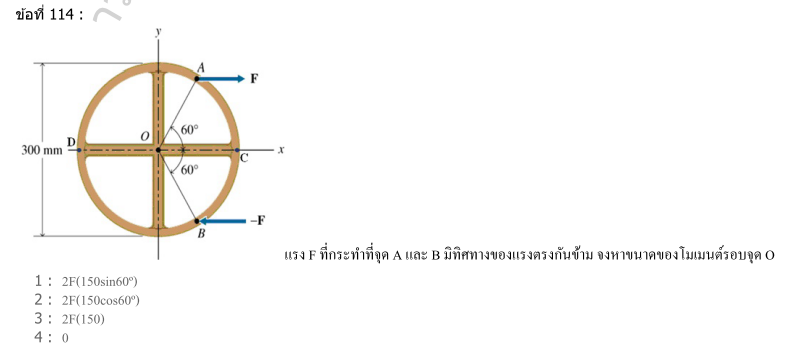 ข้อที่ 114 :
y
A
F
D
O
60°
300 mm
x
C
60°
-F
B
แรง F ที่กระทำที่จุด A และ B มีทิศทางของแรงตรงกันข้าม จงหาขนาดของโมเมนต์รอบจุด O
1 : 2F(150sin60°)
2 : 2F(150cos60°)
3 : 2F(150)
4 : 0